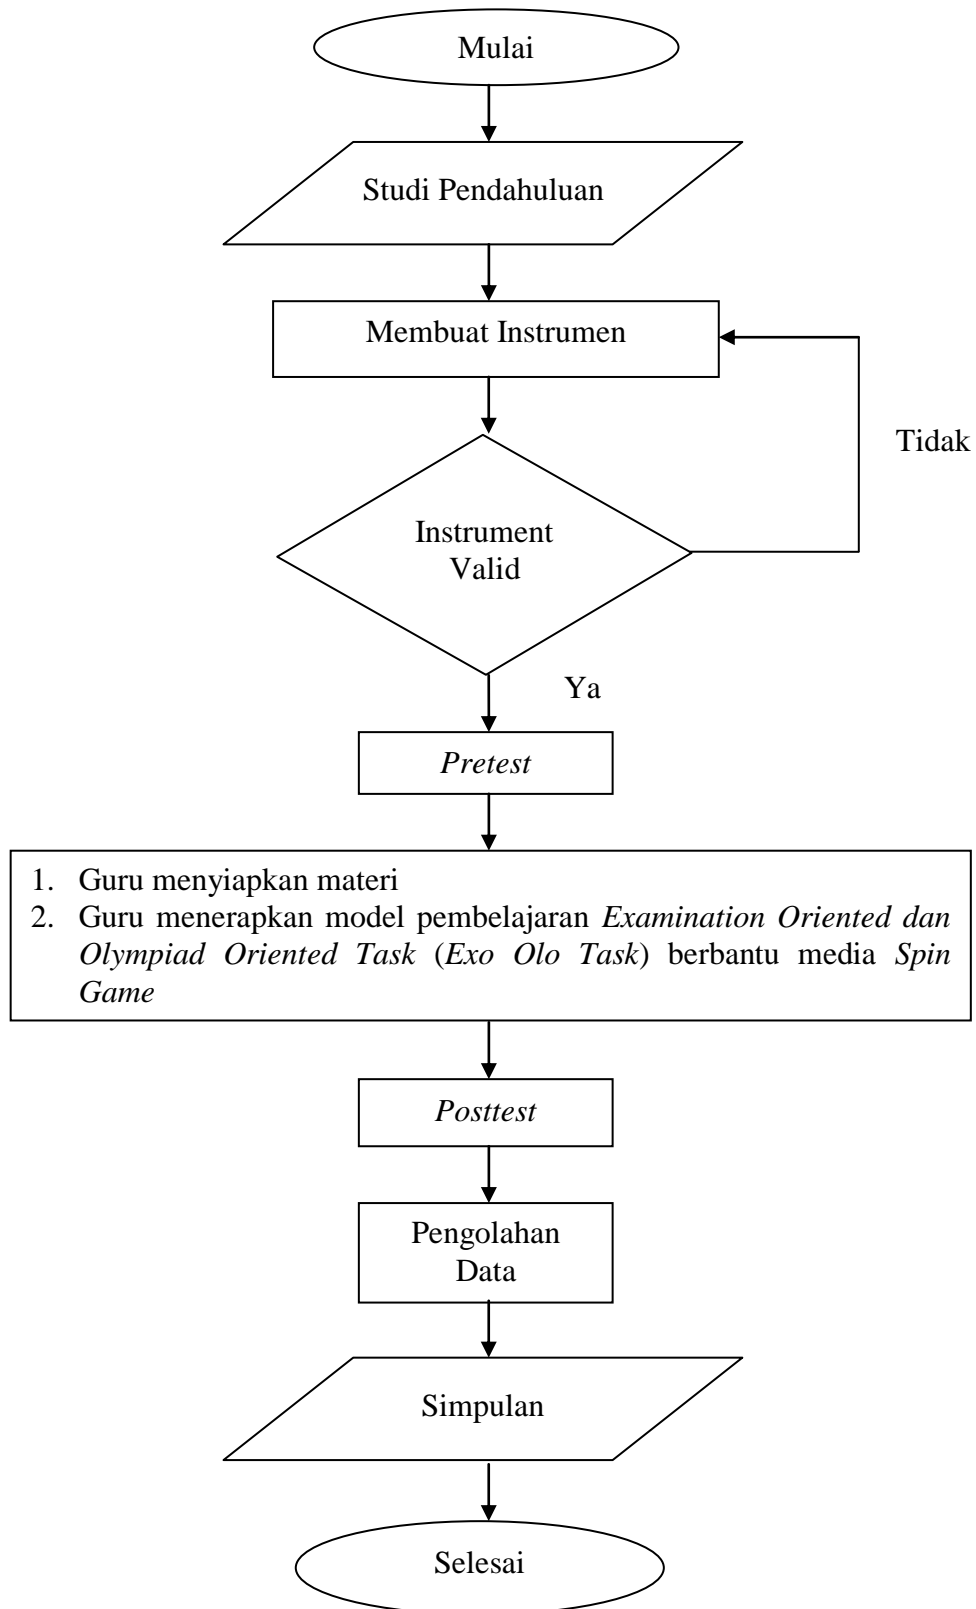 Mulai
Studi Pendahuluan
Membuat Instrumen
Tidak
Instrument
Valid
Ya
Pretest
1. Guru menyiapkan materi
2. Guru menerapkan model pembelajaran Examination Oriented dan
Olympiad Oriented Task (Exo Olo Task) berbantu media Spin
Game
Posttest
Pengolahan
Data
Simpulan
Selesai